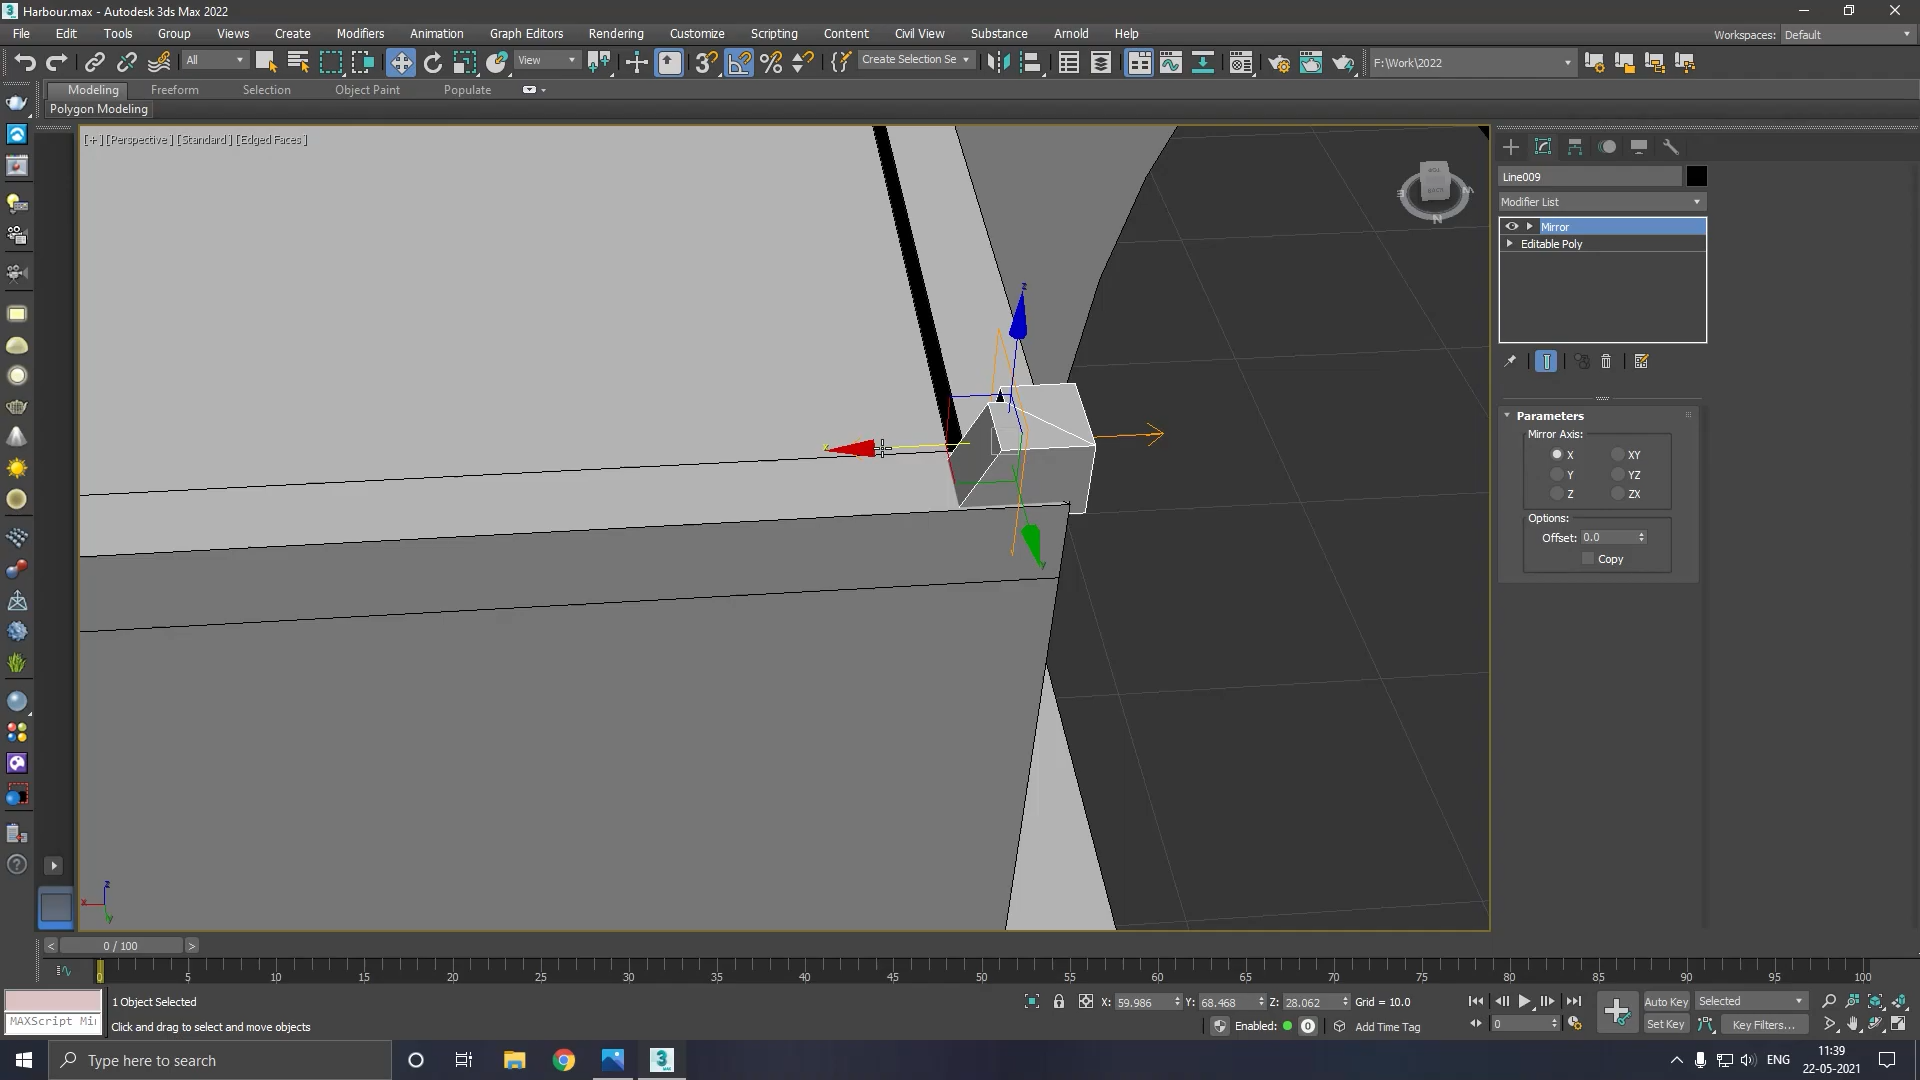 Harbour.max - Autodesk 3ds Max 2022
File Edit Tools Group Views Create Modifiers Animation Graph Editors Rendering Customize Scripting Content Civil View Substance Arnold Help
Workspaces: Default
All View Create Selection Se F:\Work\2022
Modeling Freeform Selection Object Paint Populate
Polygon Modeling
[+] [Perspective] [Standard] [Edged Faces]
Line009
Modifier List
Mirror
Editable Poly
Parameters
Mirror Axis:
X XY
Y YZ
Z ZX
Options:
Offset: 0.0
Copy
TOP
N
z
x
y
z
x
y
< 0 / 100 >
0 5 10 15 20 25 30 35 40 45 50 55 60 65 70 75 80 85 90 95 100
1 Object Selected
X: 59.986 Y: 68.468 Z: 28.062 Grid = 10.0
Auto Key Selected
MAXScript Mi
Click and drag to select and move objects
Enabled: 0 Add Time Tag
0
Set Key Key Filters...
Type here to search
3
MAX
ENG
11:39
22-05-2021